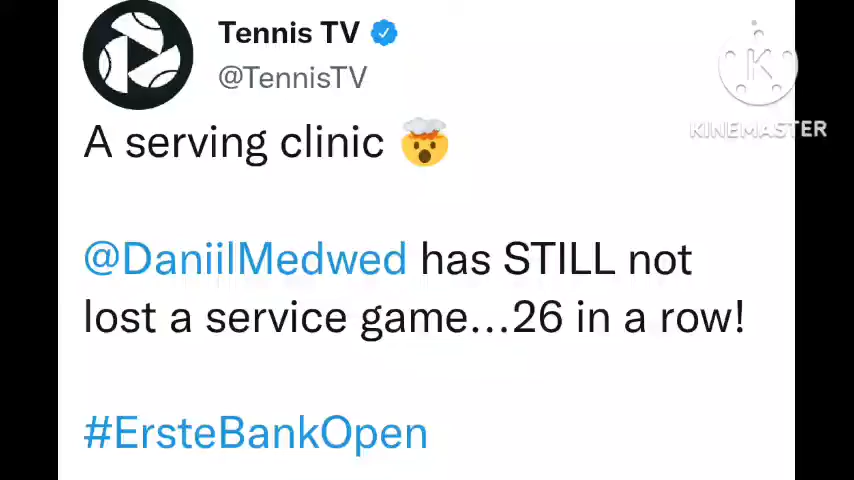 Tennis TV
@TennisTV
KINEMASTER
A serving clinic 🤯
@DaniilMedwed has STILL not
lost a service game...26 in a row!
#ErsteBankOpen